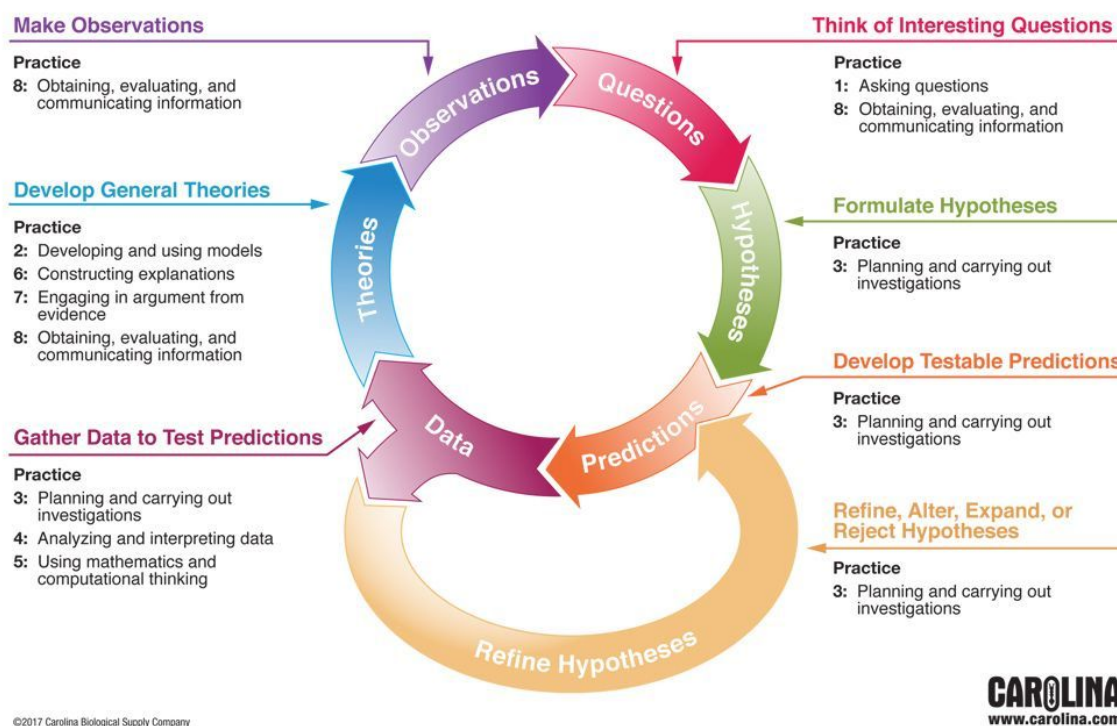 Make Observations
Practice
8: Obtaining, evaluating, and
communicating information
Think of Interesting Questions
Practice
1: Asking questions
8: Obtaining, evaluating, and
communicating information
Observations
Questions
Develop General Theories
Practice
2: Developing and using models
6: Constructing explanations
7: Engaging in argument from
evidence
8: Obtaining, evaluating, and
communicating information
Theories
Hypotheses
Formulate Hypotheses
Practice
3: Planning and carrying out
investigations
Develop Testable Predictions
Practice
3: Planning and carrying out
investigations
Gather Data to Test Predictions
Practice
3: Planning and carrying out
investigations
4: Analyzing and interpreting data
5: Using mathematics and
computational thinking
Data
Predictions
Refine, Alter, Expand, or
Reject Hypotheses
Practice
3: Planning and carrying out
investigations
Refine Hypotheses
CAROLINA
www.carolina.com
©2017 Carolina Biological Supply Company